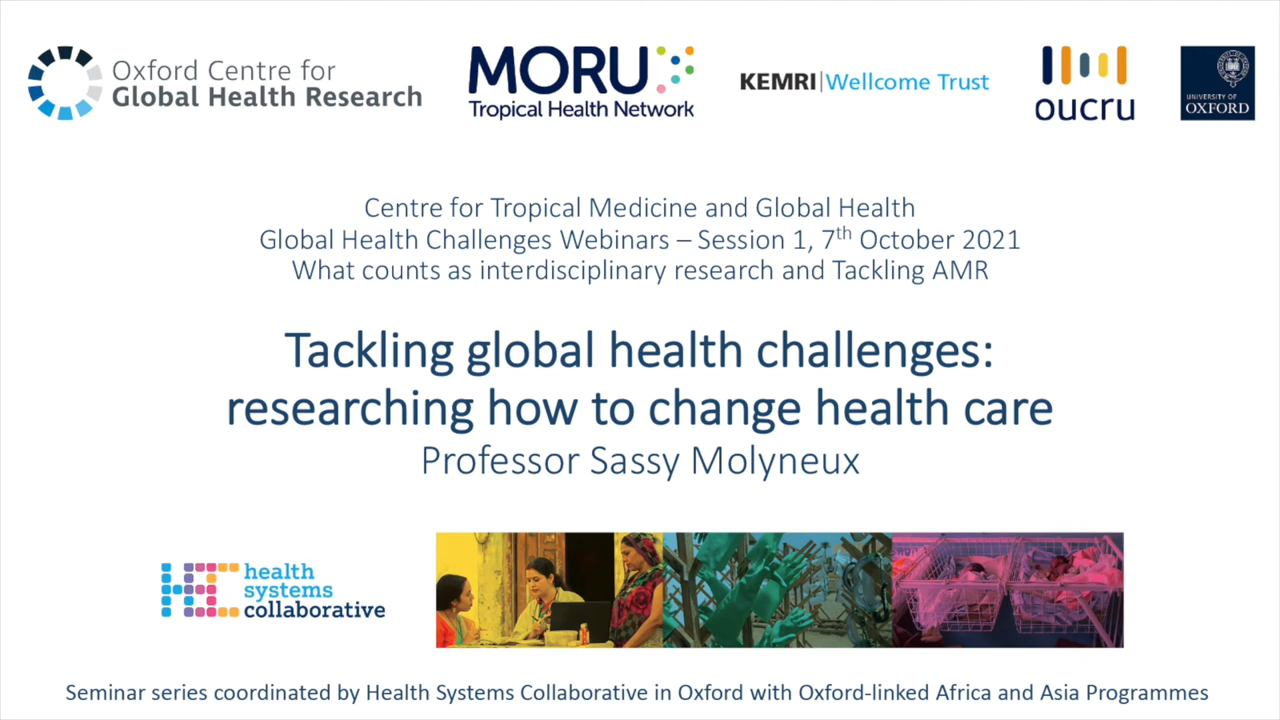 Oxford Centre for
Global Health Research
MORU
Tropical Health Network
KEMRI|Wellcome Trust
oucru
UNIVERSITY OF
OXFORD
Centre for Tropical Medicine and Global Health
Global Health Challenges Webinars – Session 1, 7th October 2021
What counts as interdisciplinary research and Tackling AMR
Tackling global health challenges:
researching how to change health care
Professor Sassy Molyneux
HSC
health
systems
collaborative
Seminar series coordinated by Health Systems Collaborative in Oxford with Oxford-linked Africa and Asia Programmes